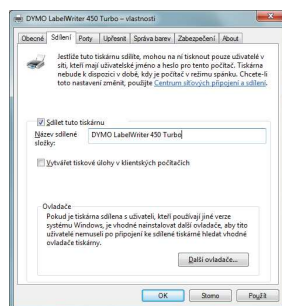 DYMO LabelWriter 450 Turbo – vlastnosti
Obecné Sdílení Porty Upřesnit Správa barev Zabezpečení About
Jestliže tuto tiskárnu sdílíte, mohou na ní tisknout pouze uživatelé v
síti, kteří mají uživatelské jméno a heslo pro tento počítač. Tiskárna
nebude k dispozici v době, kdy je počítač v režimu spánku. Chcete-li
toto nastavení změnit, použijte Centrum síťových připojení a sdílení.
Sdílet tuto tiskárnu
Název sdílené DYMO LabelWriter 450 Turbo
složky:
Vytvářet tiskové úlohy v klientských počítačích
Ovladače
Pokud je tiskárna sdílena s uživateli, kteří používají jiné verze
systému Windows, je vhodné nainstalovat další ovladače, aby tito
uživatelé nemuseli po připojení ke sdílené tiskárně hledat vhodné
ovladače tiskárny.
Další ovladače...
OK Storno Použít